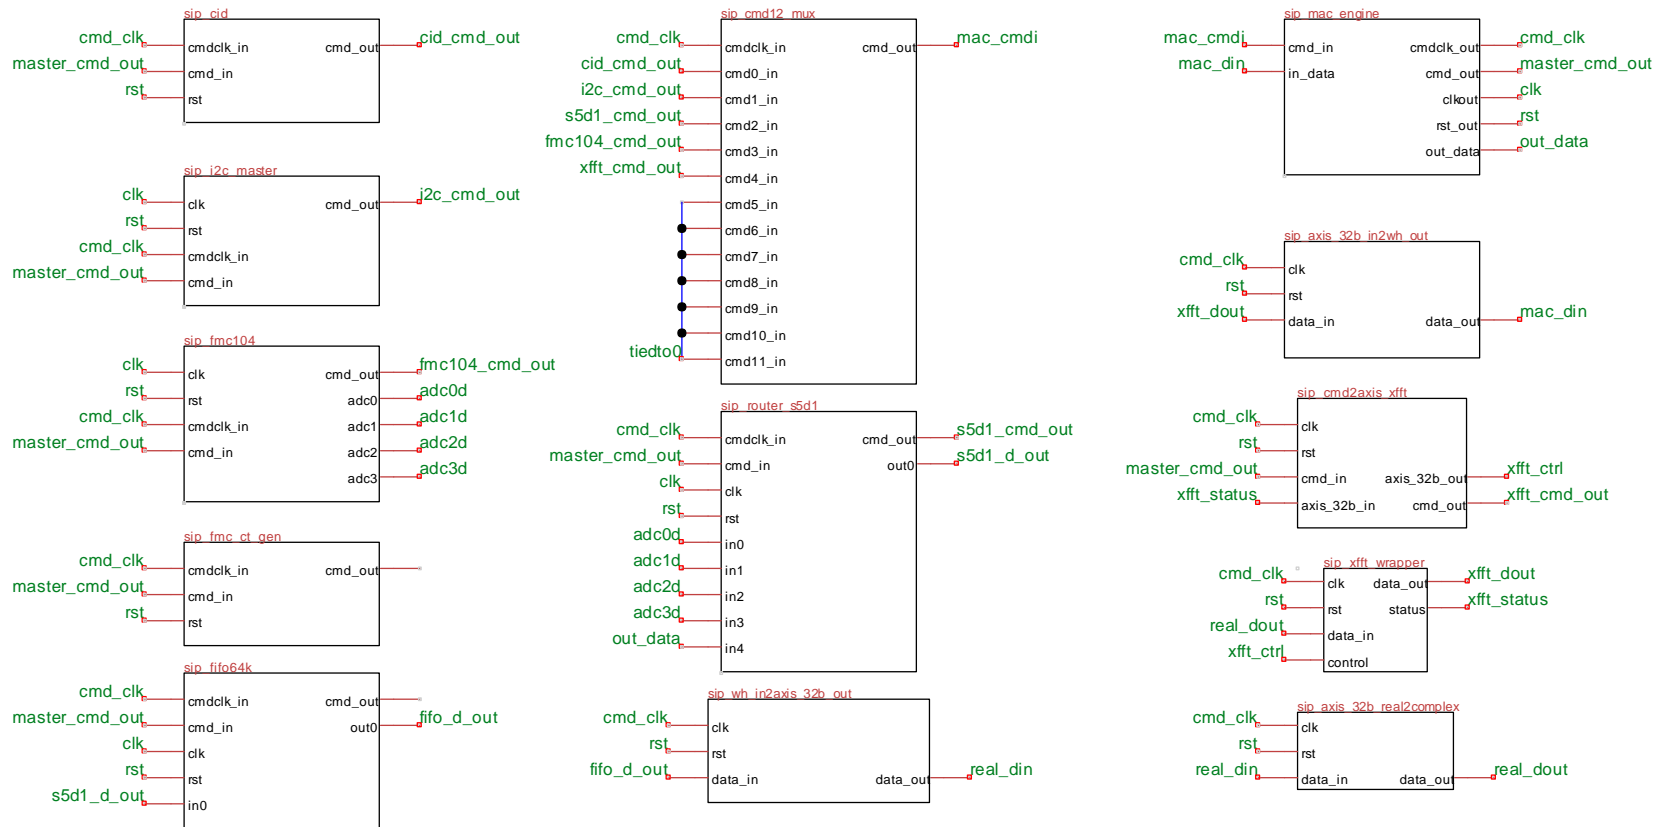 sip_cid
cmd_clk cmdclk_in cmd_out cid_cmd_out
master_cmd_out cmd_in
rst rst
sip_i2c_master
clk clk cmd_out i2c_cmd_out
rst rst
cmd_clk cmdclk_in
master_cmd_out cmd_in
sip_fmc104
clk clk cmd_out fmc104_cmd_out
rst rst adc0 adc0d
cmd_clk cmdclk_in adc1 adc1d
master_cmd_out cmd_in adc2 adc2d
adc3 adc3d
sip_fmc_ct_gen
cmd_clk cmdclk_in cmd_out
master_cmd_out cmd_in
rst rst
sip_fifo64k
cmd_clk cmdclk_in cmd_out
master_cmd_out cmd_in out0 fifo_d_out
clk clk
rst rst
s5d1_d_out in0
sip_cmd12_mux
cmd_clk cmdclk_in cmd_out mac_cmdi
cid_cmd_out cmd0_in
i2c_cmd_out cmd1_in
s5d1_cmd_out cmd2_in
fmc104_cmd_out cmd3_in
xfft_cmd_out cmd4_in
cmd5_in
cmd6_in
cmd7_in
cmd8_in
cmd9_in
cmd10_in
tiedto0 cmd11_in
sip_router_s5d1
cmd_clk cmdclk_in cmd_out s5d1_cmd_out
master_cmd_out cmd_in out0 s5d1_d_out
clk clk
rst rst
adc0d in0
adc1d in1
adc2d in2
adc3d in3
out_data in4
sip_wh_in2axis_32b_out
cmd_clk clk
rst rst
fifo_d_out data_in data_out real_din
sip_mac_engine
mac_cmdi cmd_in cmdclk_out cmd_clk
mac_din in_data cmd_out master_cmd_out
clkout clk
rst_out rst
out_data out_data
sip_axis_32b_in2wh_out
cmd_clk clk
rst rst
xfft_dout data_in data_out mac_din
sip_cmd2axis_xfft
cmd_clk clk
rst rst
master_cmd_out cmd_in axis_32b_out xfft_ctrl
xfft_status axis_32b_in cmd_out xfft_cmd_out
sip_xfft_wrapper
cmd_clk clk data_out xfft_dout
rst rst status xfft_status
real_dout data_in
xfft_ctrl control
sip_axis_32b_real2complex
cmd_clk clk
rst rst
real_din data_in data_out real_dout